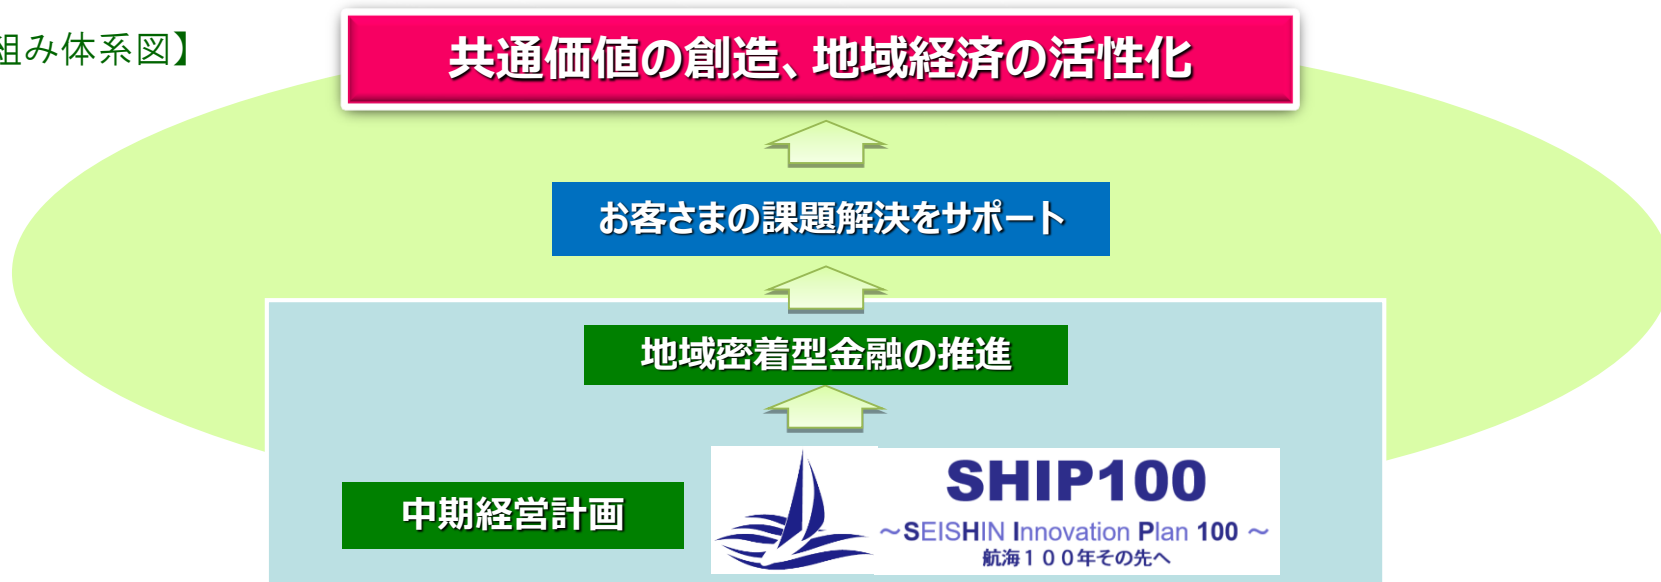 組み体系図】
共通価値の創造、地域経済の活性化
お客さまの課題解決をサポート
地域密着型金融の推進
中期経営計画
SHIP100
～SEISHIN Innovation Plan 100 ～
航海１００年その先へ